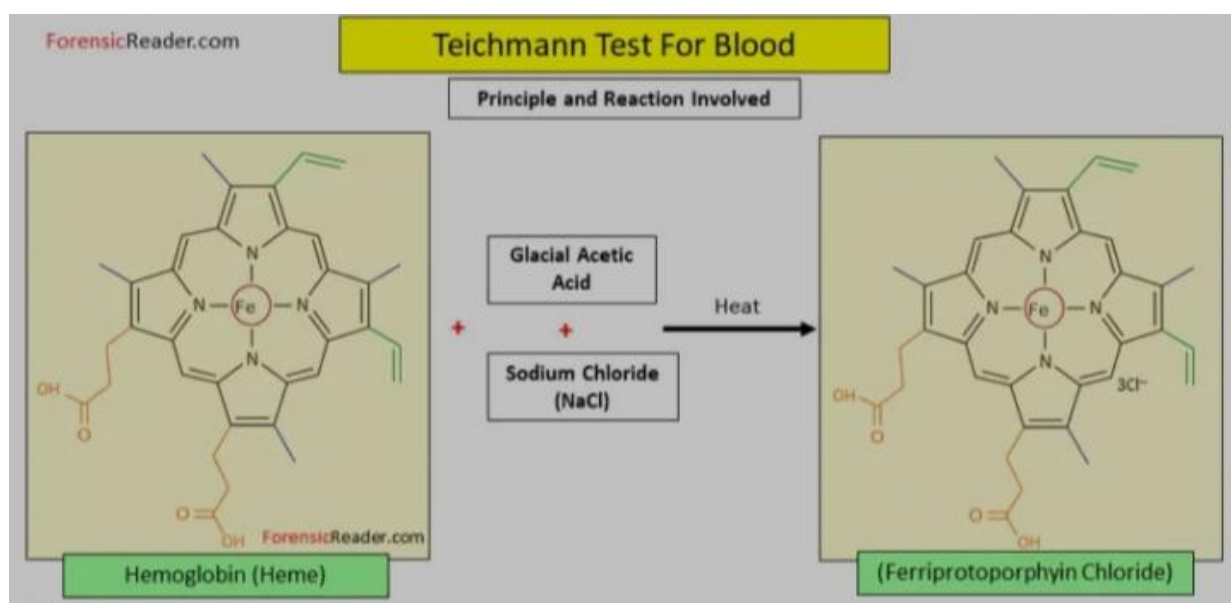 ForensicReader.com
Teichmann Test For Blood
Principle and Reaction Involved
N
N
Fe
N
N
OH
O
O
OH
ForensicReader.com
Hemoglobin (Heme)
+
Glacial Acetic
Acid
+
Sodium Chloride
(NaCl)
Heat
N
N
Fe
N
N
3Cl⁻
OH
O
O
OH
(Ferriprotoporphyin Chloride)